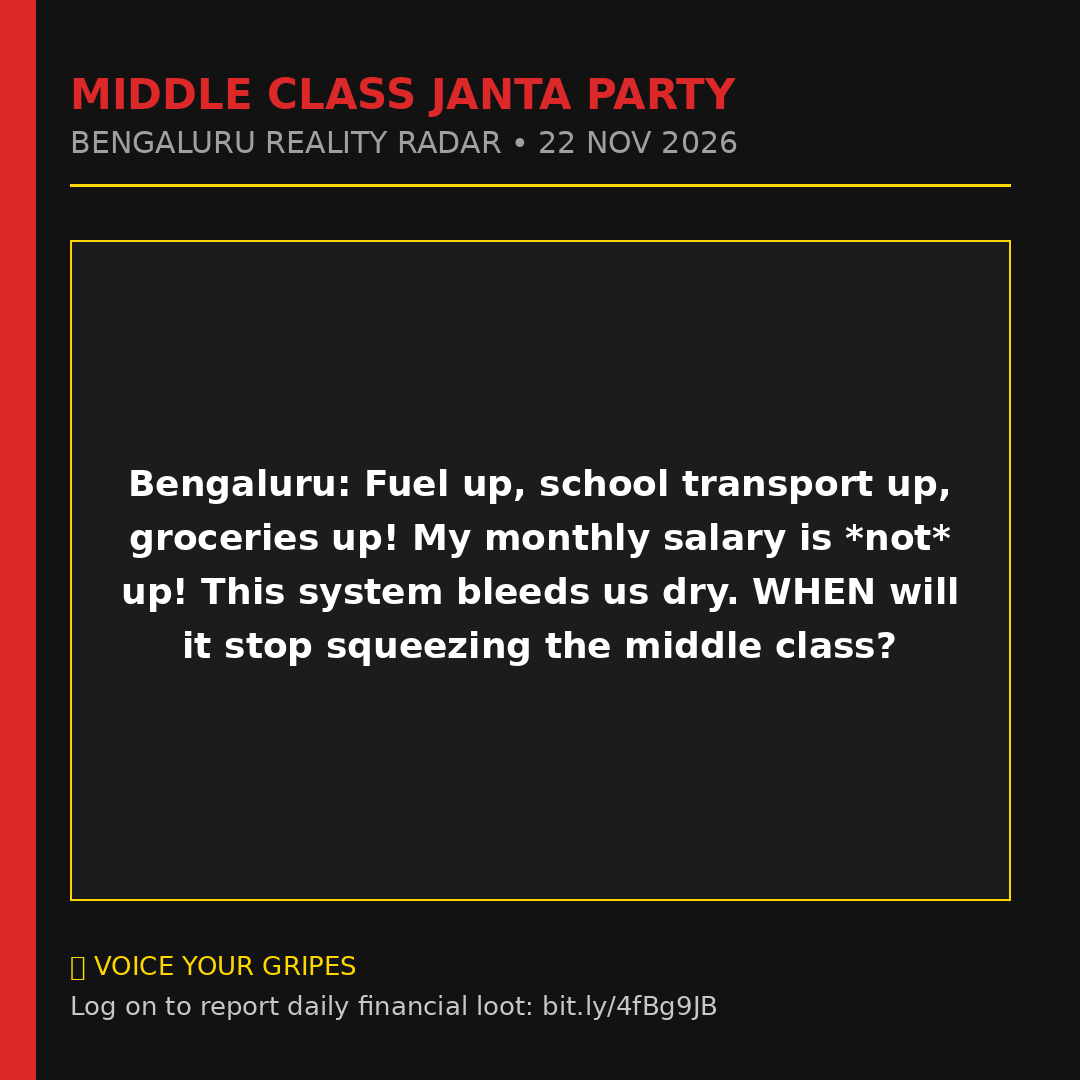 MIDDLE CLASS JANTA PARTY
BENGALURU REALITY RADAR • 22 NOV 2026
Bengaluru: Fuel up, school transport up,
groceries up! My monthly salary is *not*
up! This system bleeds us dry. WHEN will
it stop squeezing the middle class?
VOICE YOUR GRIPES
Log on to report daily financial loot: bit.ly/4fBg9JB